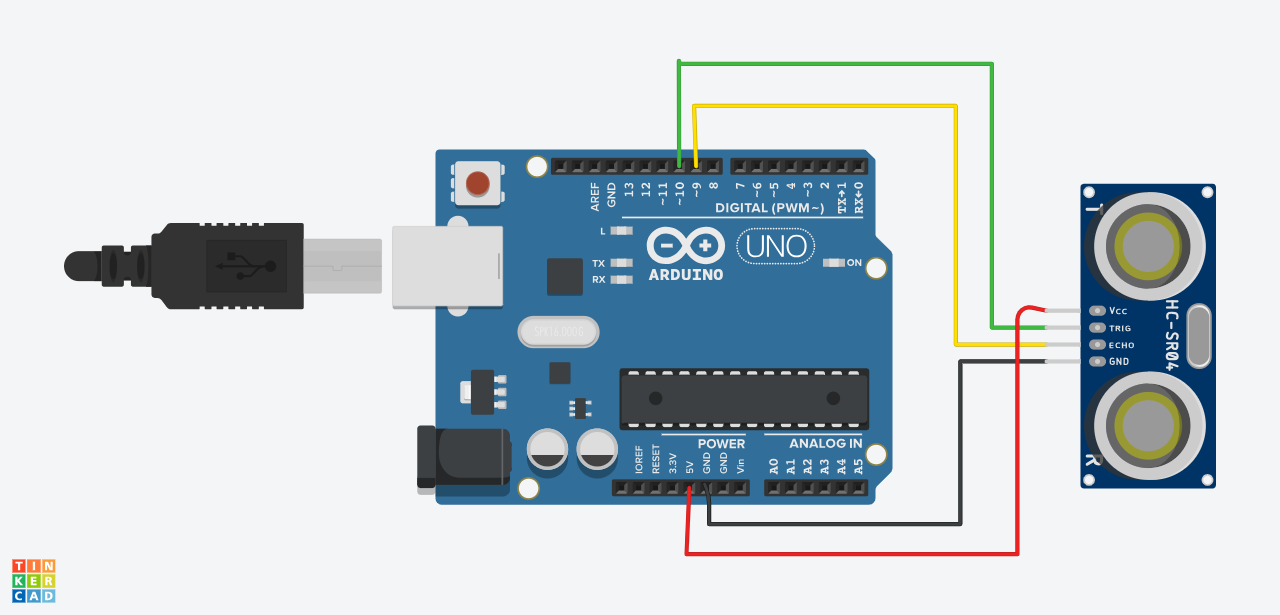 AREF
GND
13
12
~11
~10
~9
8
7
~6
~5
4
~3
2
TX→1
RX←0
DIGITAL (PWM~)
L
TX
RX
UNO
ARDUINO
ON
T
VCC
TRIG
ECHO
GND
HC-SR04
R
POWER
ANALOG IN
IOREF
RESET
3.3V
5V
GND
GND
Vin
A0
A1
A2
A3
A4
A5
TIN
KER
CAD